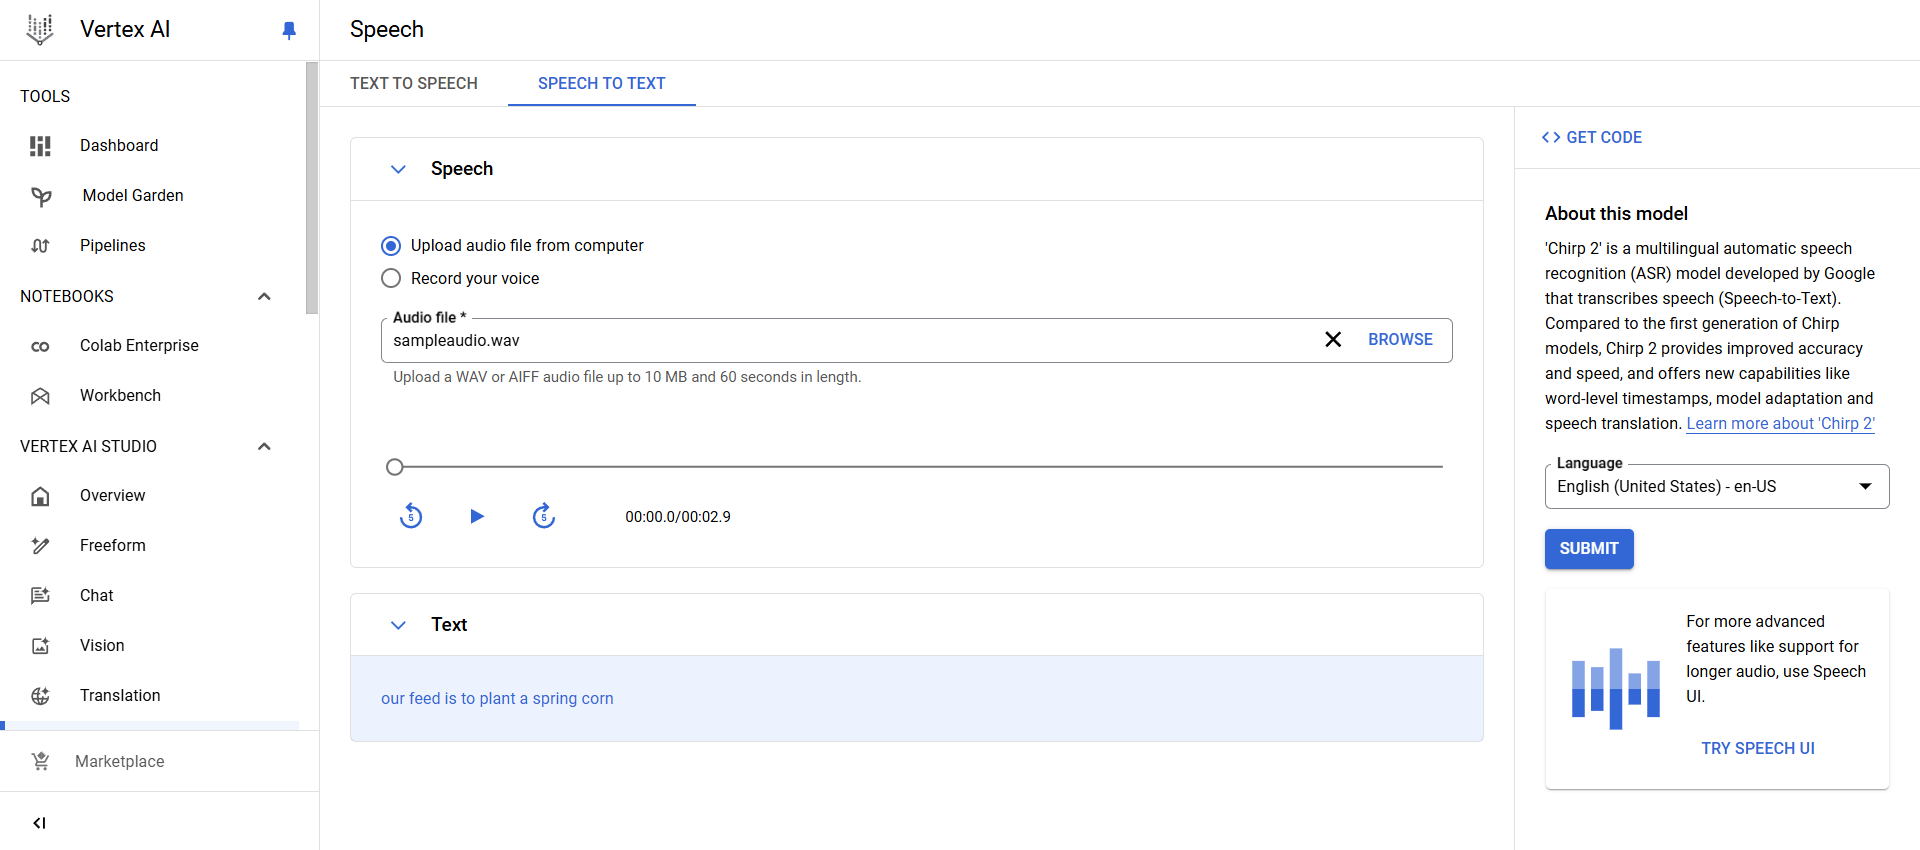 Vertex AI
TOOLS
Dashboard
Model Garden
Pipelines
NOTEBOOKS
Colab Enterprise
Workbench
VERTEX AI STUDIO
Overview
Freeform
Chat
Vision
Translation
Marketplace
Speech
TEXT TO SPEECH
SPEECH TO TEXT
Speech
Upload audio file from computer
Record your voice
Audio file *
sampleaudio.wav
BROWSE
Upload a WAV or AIFF audio file up to 10 MB and 60 seconds in length.
5
5
00:00.0/00:02.9
Text
our feed is to plant a spring corn
GET CODE
About this model
'Chirp 2' is a multilingual automatic speech
recognition (ASR) model developed by Google
that transcribes speech (Speech-to-Text).
Compared to the first generation of Chirp
models, Chirp 2 provides improved accuracy
and speed, and offers new capabilities like
word-level timestamps, model adaptation and
speech translation. Learn more about 'Chirp 2'
Language
English (United States) - en-US
SUBMIT
For more advanced
features like support for
longer audio, use Speech
UI.
TRY SPEECH UI